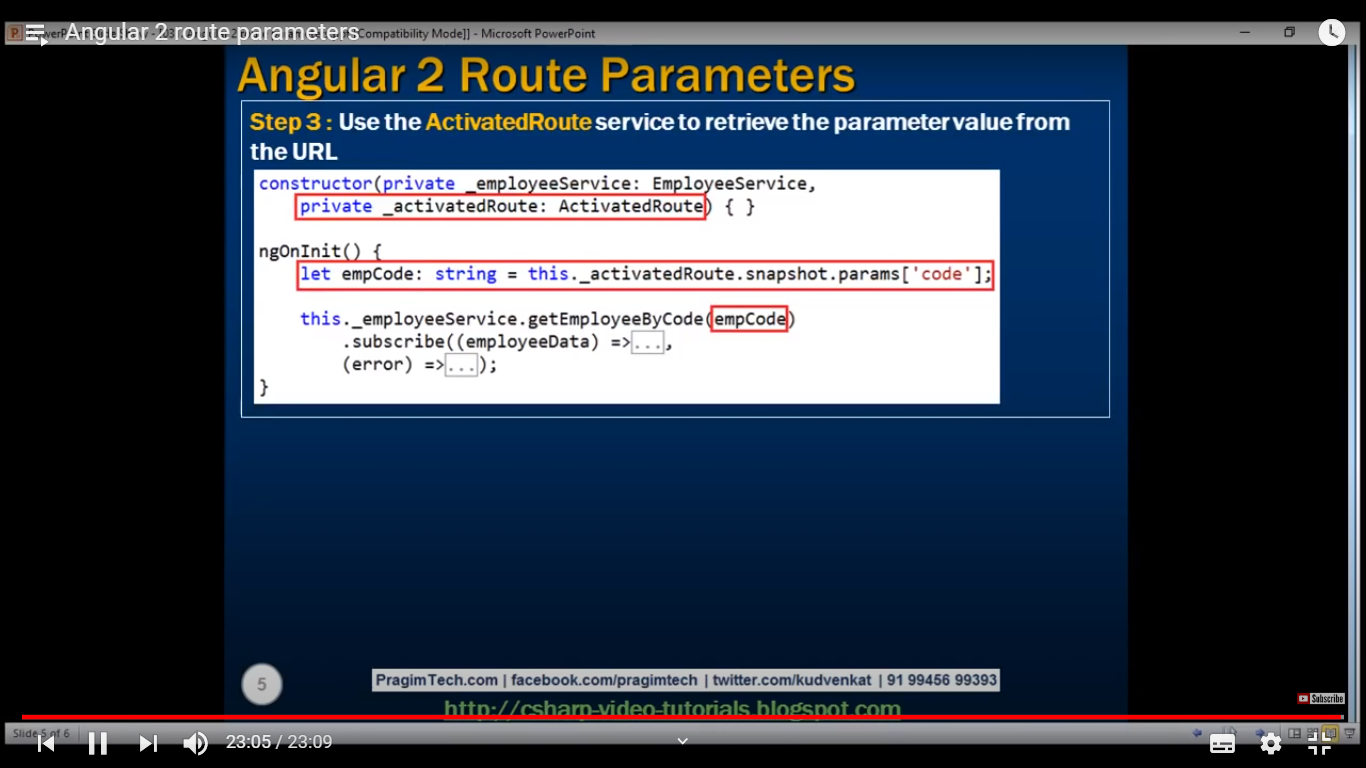 Angular 2 route parameters
Compatibility Mode]] - Microsoft PowerPoint
Angular 2 Route Parameters
Step 3 : Use the ActivatedRoute service to retrieve the parameter value from
the URL
constructor(private _employeeService: EmployeeService,
private _activatedRoute: ActivatedRoute) { }
ngOnInit() {
let empCode: string = this._activatedRoute.snapshot.params['code'];
this._employeeService.getEmployeeByCode(empCode)
.subscribe((employeeData) =>...,
(error) =>...);
}
5
PragimTech.com | facebook.com/pragimtech | twitter.com/kudvenkat | 91 99456 99393
Subscribe
http://csharp-video-tutorials.blogspot.com
Slide 5 of 6
23:05 / 23:09